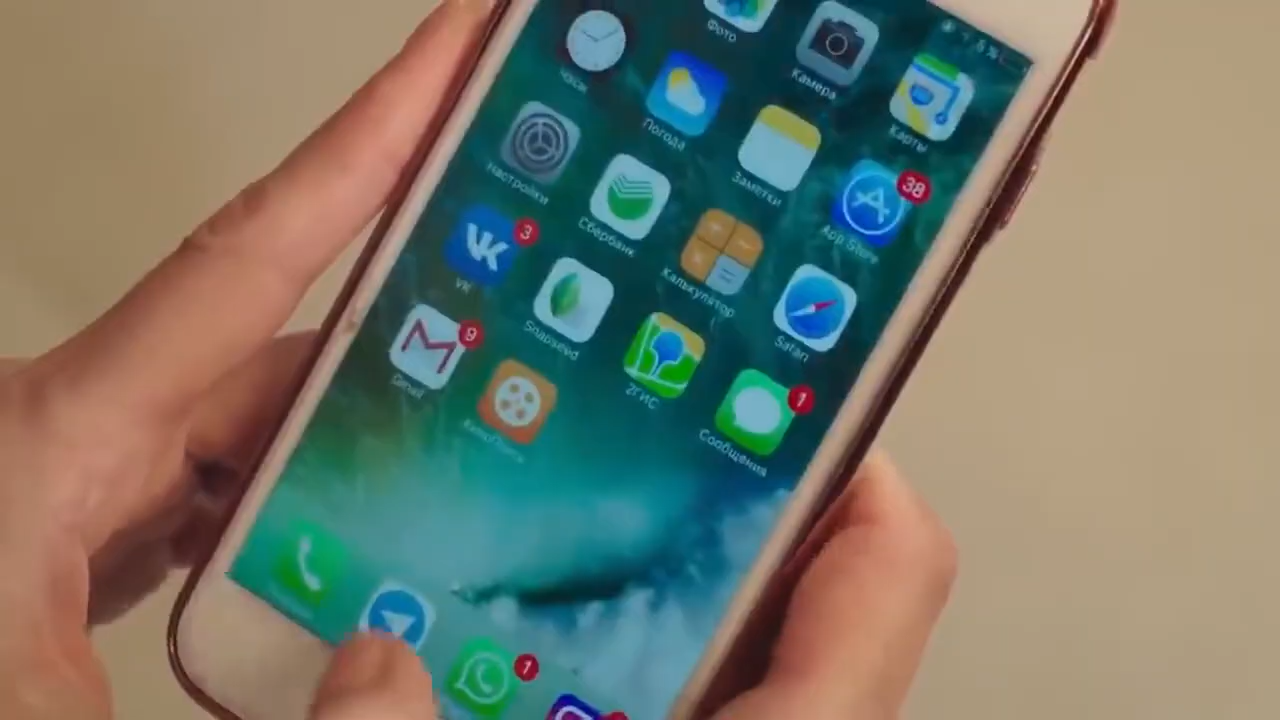 Фото
Камера
5 %
Карты
Часы
Погода
Заметки
38
App Store
Настройки
Сбербанк
Калькулятор
Safari
3
VK
Snapseed
2ГИС
1
Сообщения
9
Gmail
1